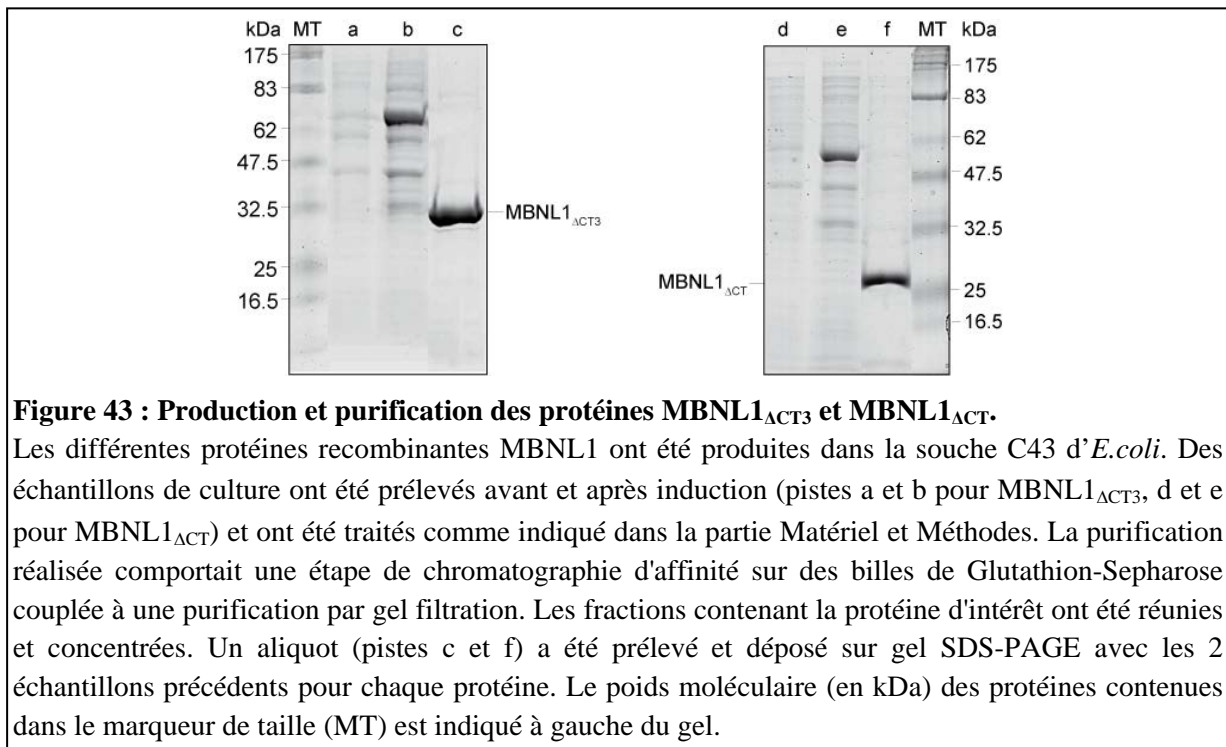 kDa MT a b c
175
83
62
47.5
32.5
25
16.5
MBNL1ΔCT3
d e f MT kDa
175
83
62
47.5
32.5
25
16.5
MBNL1ΔCT
Figure 43 : Production et purification des protéines MBNL1ΔCT3 et MBNL1ΔCT.
Les différentes protéines recombinantes MBNL1 ont été produites dans la souche C43 d’E.coli. Des
échantillons de culture ont été prélevés avant et après induction (pistes a et b pour MBNL1ΔCT3, d et e
pour MBNL1ΔCT) et ont été traités comme indiqué dans la partie Matériel et Méthodes. La purification
réalisée comportait une étape de chromatographie d'affinité sur des billes de Glutathion-Sepharose
couplée à une purification par gel filtration. Les fractions contenant la protéine d'intérêt ont été réunies
et concentrées. Un aliquot (pistes c et f) a été prélevé et déposé sur gel SDS-PAGE avec les 2
échantillons précédents pour chaque protéine. Le poids moléculaire (en kDa) des protéines contenues
dans le marqueur de taille (MT) est indiqué à gauche du gel.